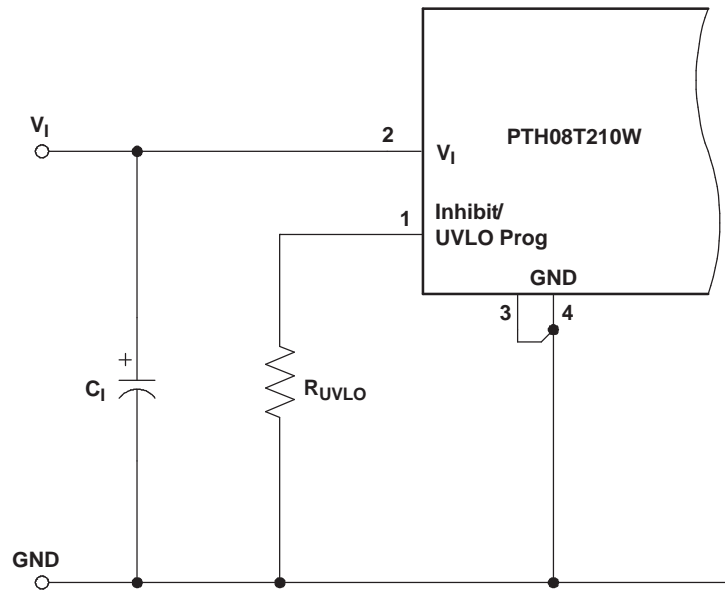 V_I
2
V_I
PTH08T210W
1
Inhibit/
UVLO Prog
GND
3
4
+
C_I
R_UVLO
GND